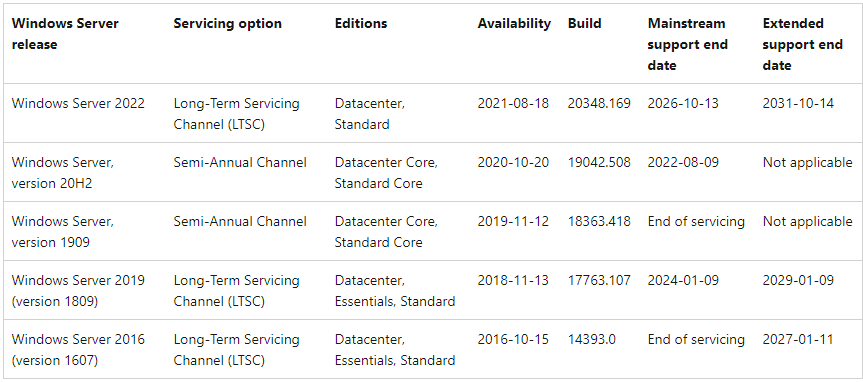 Windows Server release
Servicing option
Editions
Availability
Build
Mainstream support end date
Extended support end date
Windows Server 2022
Long-Term Servicing Channel (LTSC)
Datacenter, Standard
2021-08-18
20348.169
2026-10-13
2031-10-14
Windows Server, version 20H2
Semi-Annual Channel
Datacenter Core, Standard Core
2020-10-20
19042.508
2022-08-09
Not applicable
Windows Server, version 1909
Semi-Annual Channel
Datacenter Core, Standard Core
2019-11-12
18363.418
End of servicing
Not applicable
Windows Server 2019 (version 1809)
Long-Term Servicing Channel (LTSC)
Datacenter, Essentials, Standard
2018-11-13
17763.107
2024-01-09
2029-01-09
Windows Server 2016 (version 1607)
Long-Term Servicing Channel (LTSC)
Datacenter, Essentials, Standard
2016-10-15
14393.0
End of servicing
2027-01-11